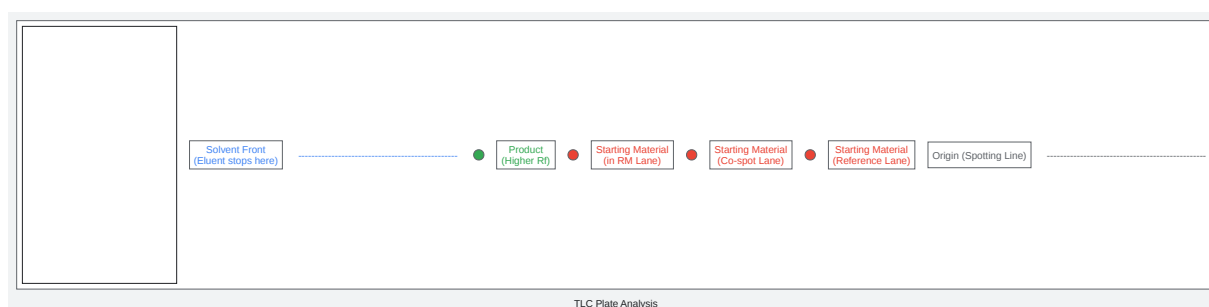 Solvent Front
(Eluent stops here)
Product
(Higher Rf)
Starting Material
(in RM Lane)
Starting Material
(Co-spot Lane)
Starting Material
(Reference Lane)
Origin (Spotting Line)
TLC Plate Analysis